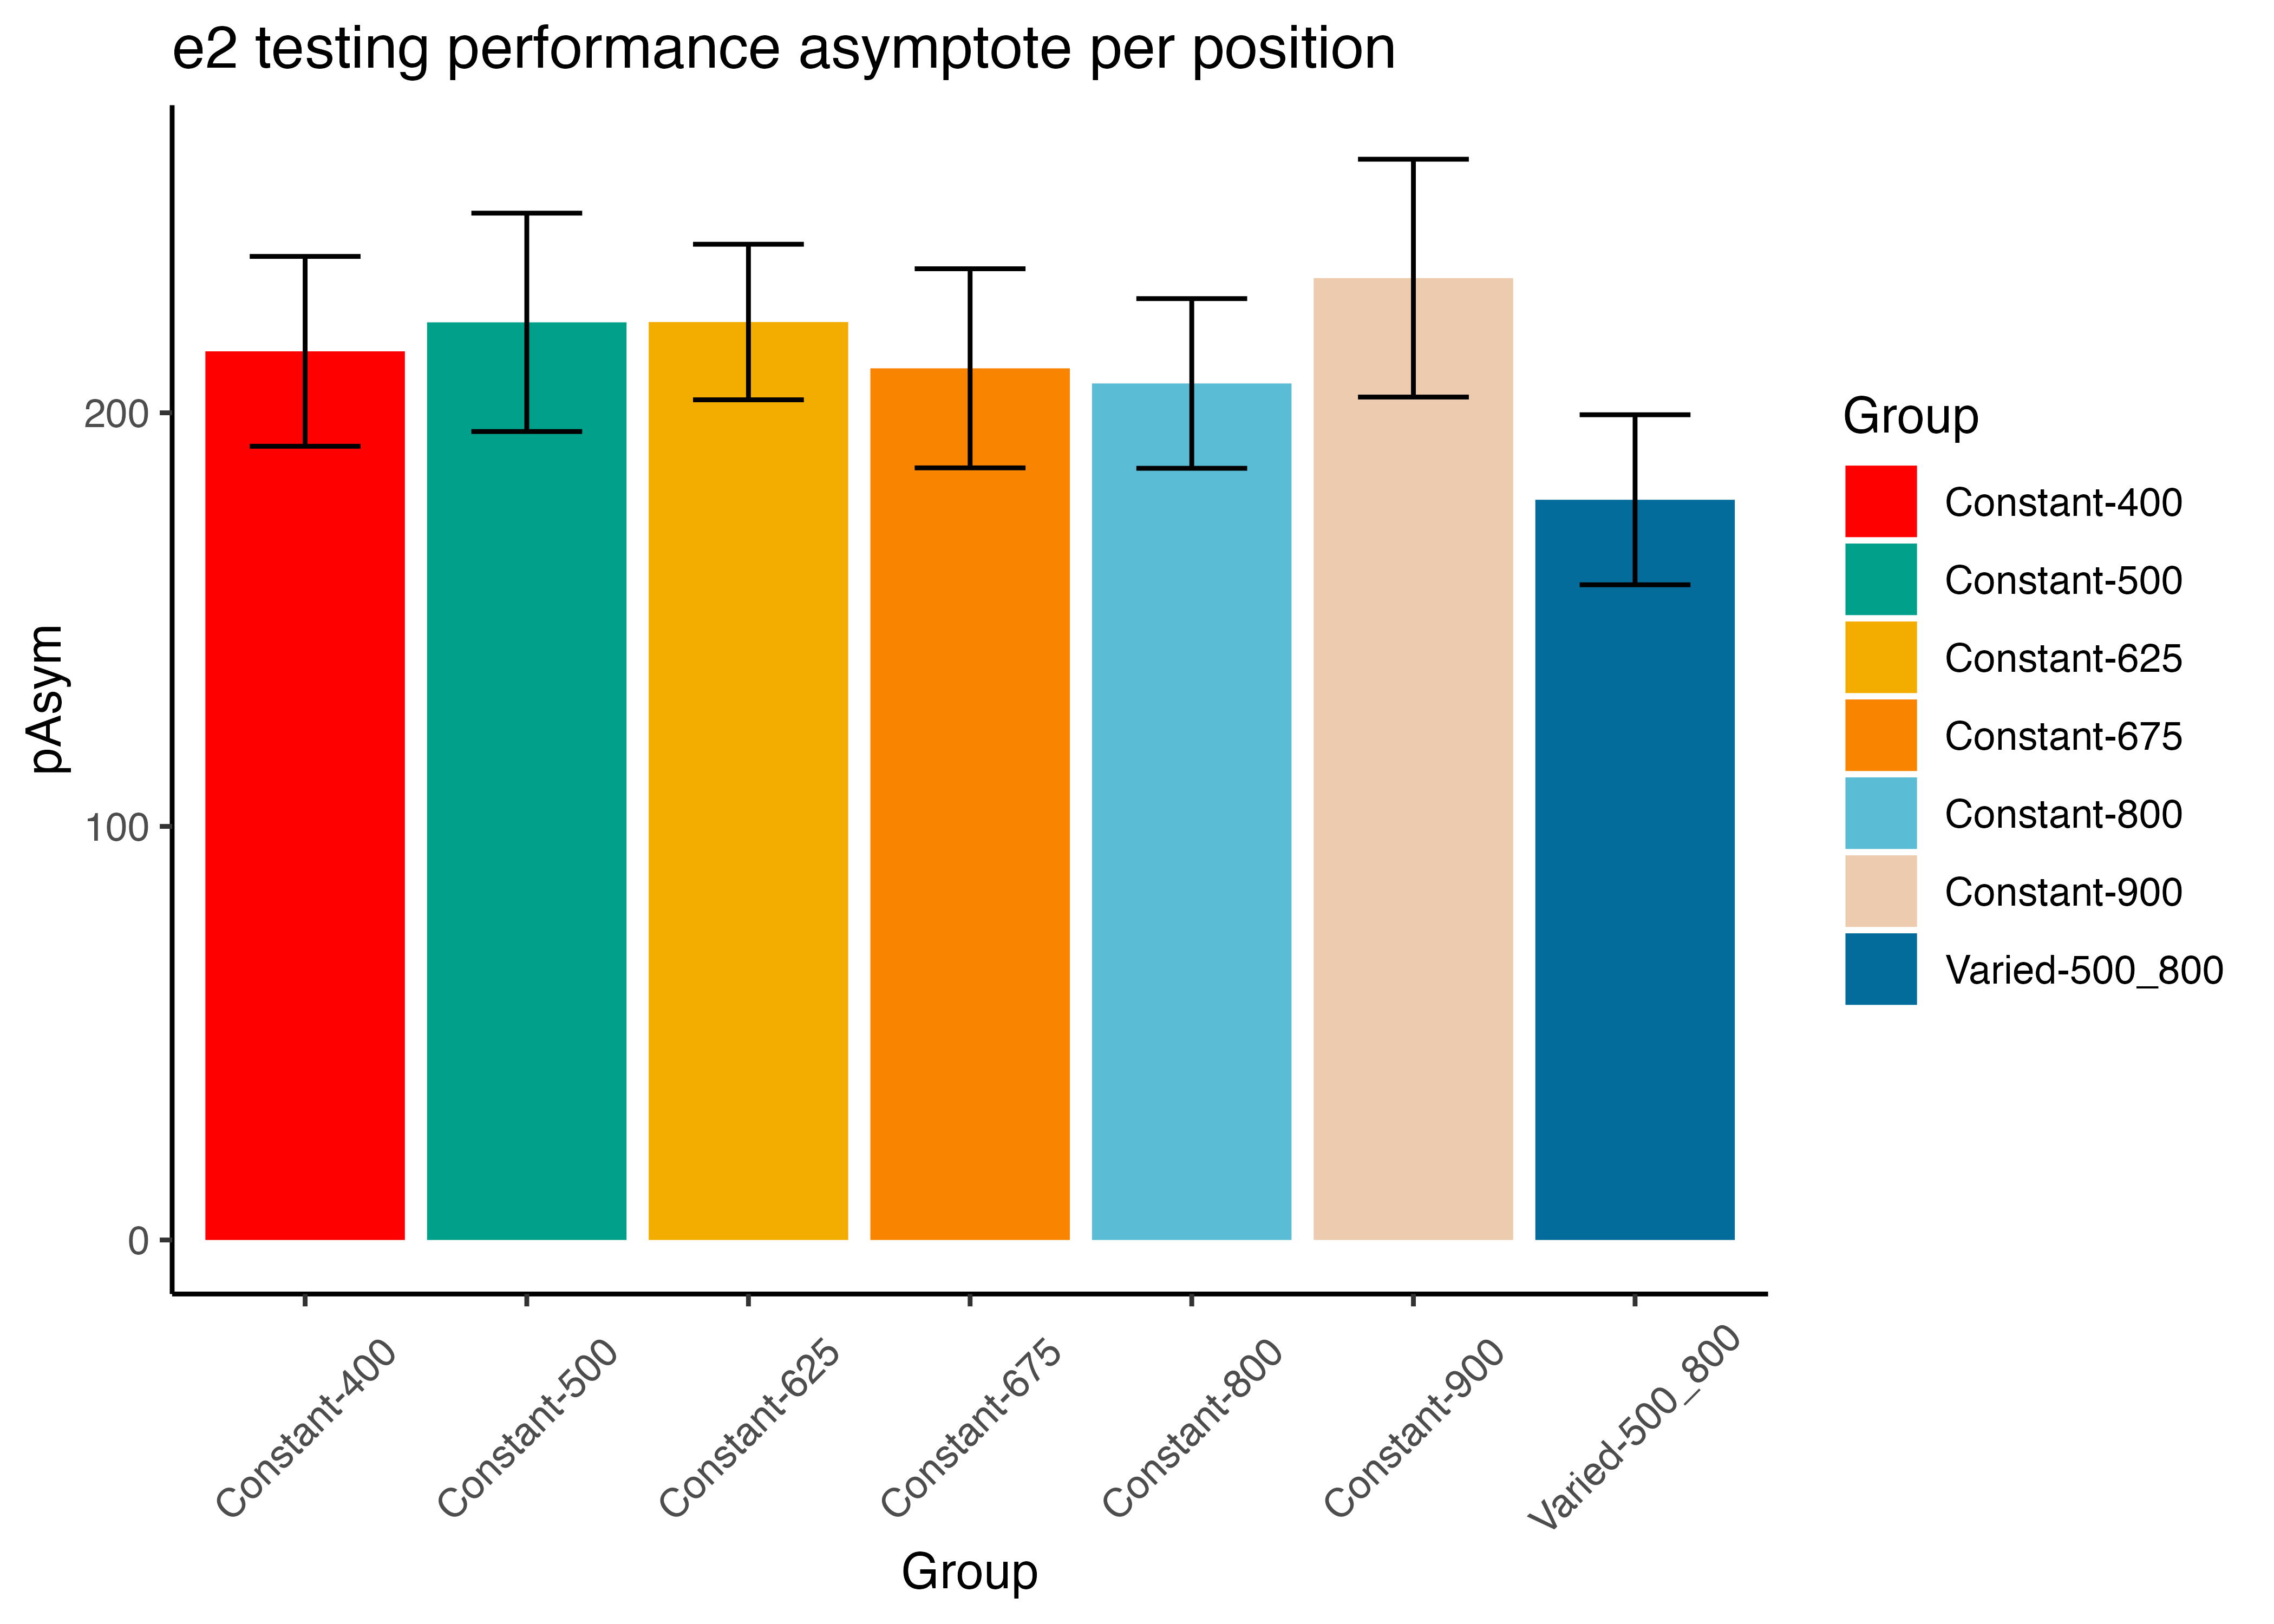 e2 testing performance asymptote per position
pAsym
200
100
0
Constant-400
Constant-500
Constant-625
Constant-675
Constant-800
Constant-900
Varied-500_800
Group
Group
Constant-400
Constant-500
Constant-625
Constant-675
Constant-800
Constant-900
Varied-500_800